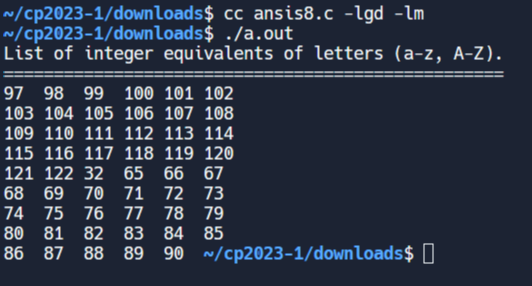 ~/cp2023-1/downloads$ cc ansis8.c -lgd -lm
~/cp2023-1/downloads$ ./a.out
List of integer equivalents of letters (a-z, A-Z).
==================================================
97  98  99  100 101 102
103 104 105 106 107 108
109 110 111 112 113 114
115 116 117 118 119 120
121 122 32  65  66  67
68  69  70  71  72  73
74  75  76  77  78  79
80  81  82  83  84  85
86  87  88  89  90  ~/cp2023-1/downloads$